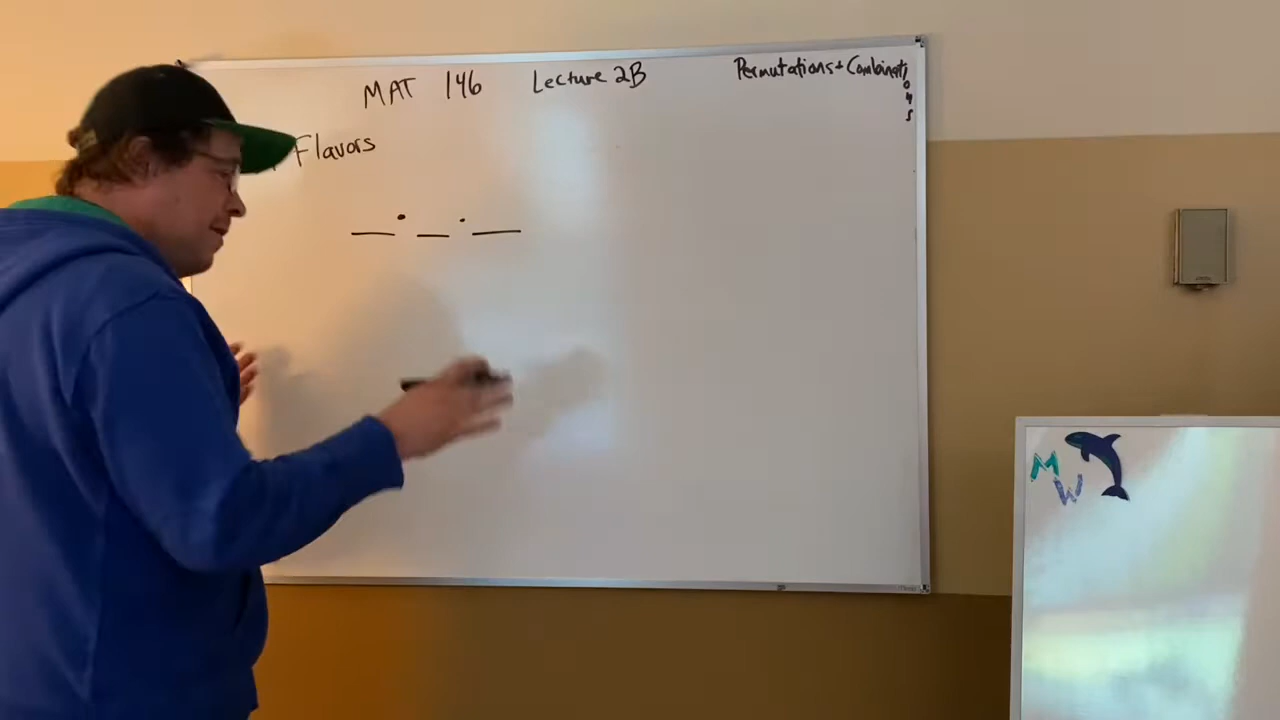 MAT 146 Lecture 2B Permutations + Combinations
Flavors
_ · _ · _
M
W